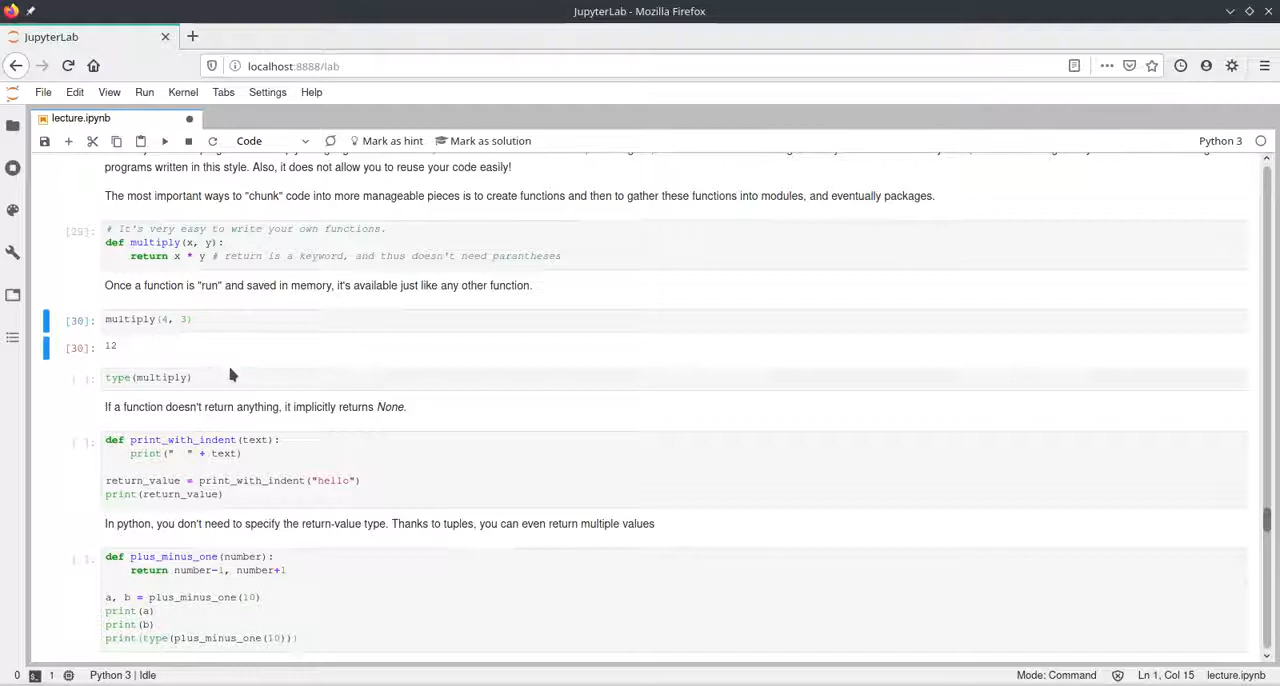 JupyterLab - Mozilla Firefox
JupyterLab
localhost:8888/lab
File Edit View Run Kernel Tabs Settings Help
lecture.ipynb
Code Mark as hint Mark as solution Python 3
programs written in this style. Also, it does not allow you to reuse your code easily!
The most important ways to "chunk" code into more manageable pieces is to create functions and then to gather these functions into modules, and eventually packages.
[29]: # It's very easy to write your own functions.
def multiply(x, y):
return x * y # return is a keyword, and thus doesn't need parantheses
Once a function is "run" and saved in memory, it's available just like any other function.
[30]: multiply(4, 3)
[30]: 12
[ ]: type(multiply)
If a function doesn't return anything, it implicitly returns None.
[ ]: def print_with_indent(text):
print("  " + text)
return_value = print_with_indent("hello")
print(return_value)
In python, you don't need to specify the return-value type. Thanks to tuples, you can even return multiple values
[ ]: def plus_minus_one(number):
return number-1, number+1
a, b = plus_minus_one(10)
print(a)
print(b)
print(type(plus_minus_one(10)))
0 1 Python 3 | Idle Mode: Command Ln 1, Col 15 lecture.ipynb